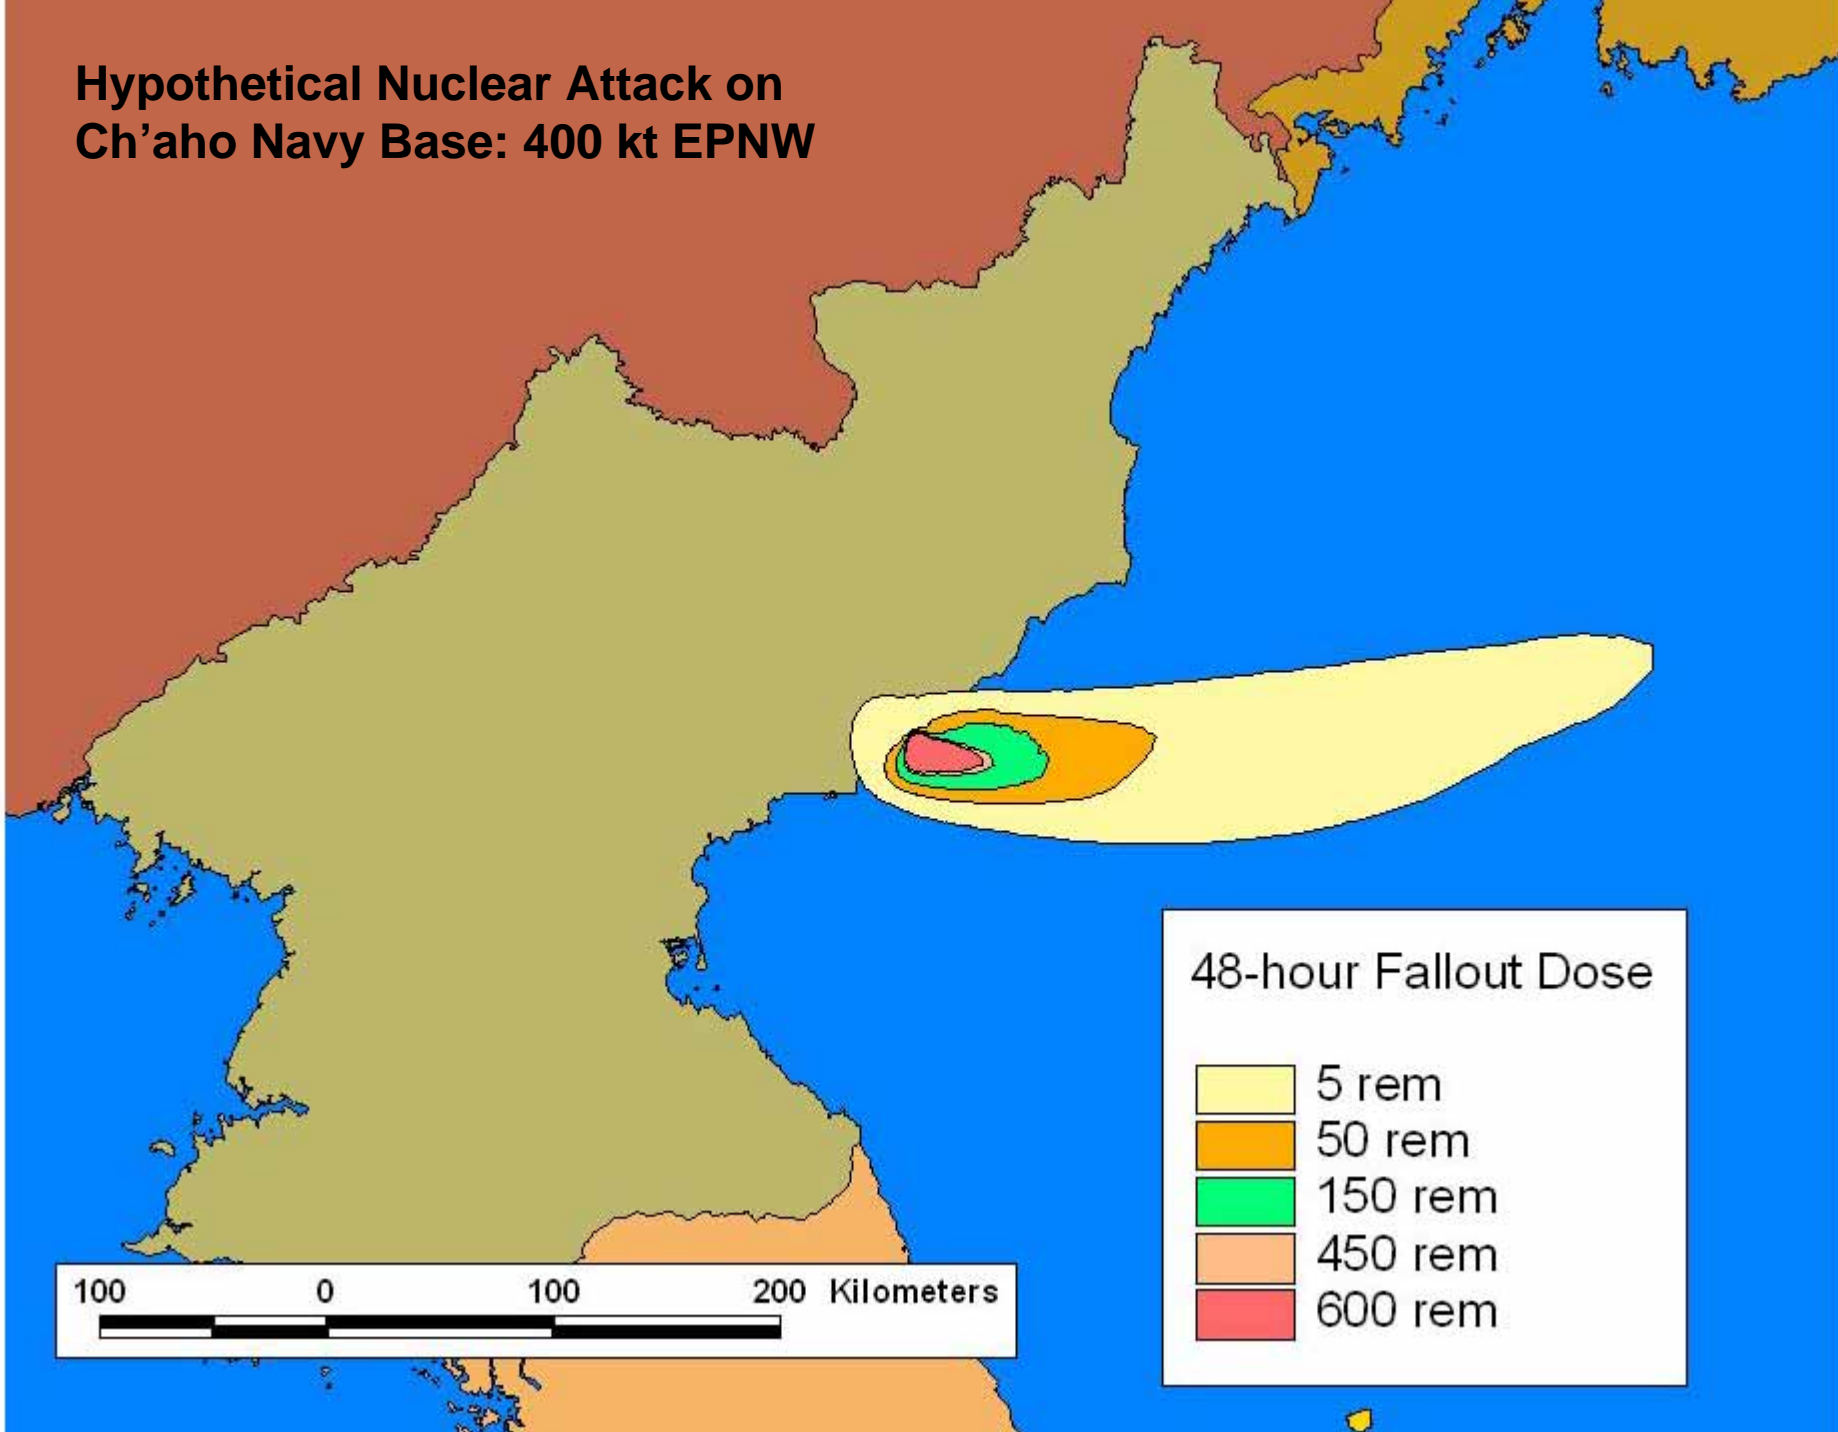 Hypothetical Nuclear Attack on
Ch’aho Navy Base: 400 kt EPNW
48-hour Fallout Dose
5 rem
50 rem
150 rem
450 rem
600 rem
100 0 100 200 Kilometers